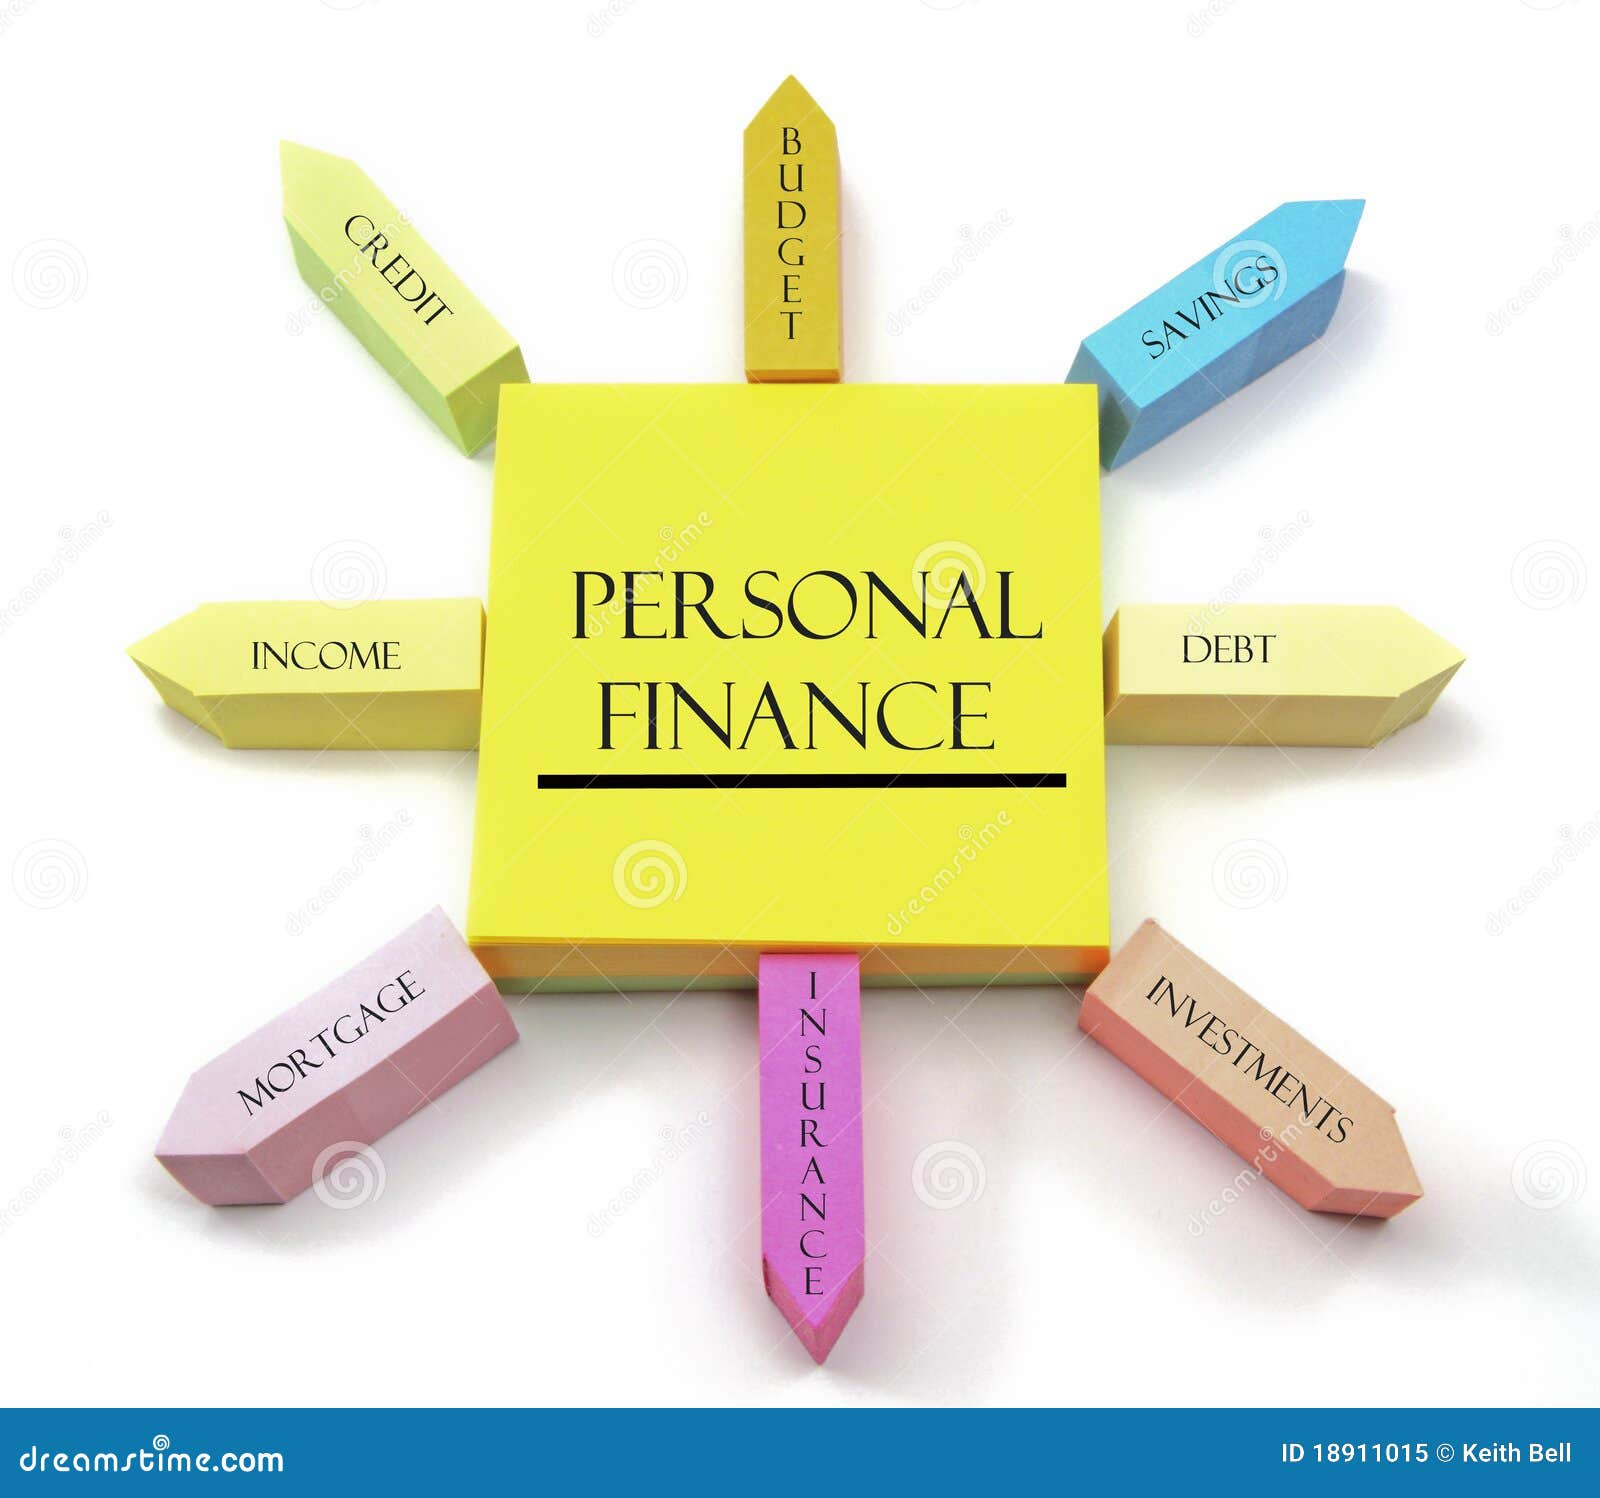 BUDGET
CREDIT
SAVINGS
INCOME
PERSONAL
FINANCE
DEBT
MORTGAGE
INSURANCE
INVESTMENTS
dreamstime.com
ID 18911015 © Keith Bell